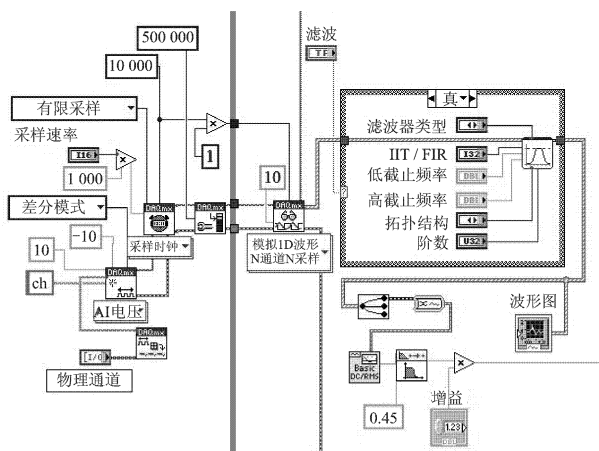 500 000
10 000
滤波
TF
有限采样
真
采样速率
滤波器类型
I16
1 000
1
IIT / FIR
I32
低截止频率
DBL
10
差分模式
DAQmx
DAQmx
DAQmx
高截止频率
DBL
拓扑结构
−10
阶数
U32
10
采样时钟
模拟1D波形
N通道N采样
ch
DAQmx
AI电压
波形图
DAQmx
I/O
物理通道
Basic
DC/RMS
0.45
增益
1.23
DBL